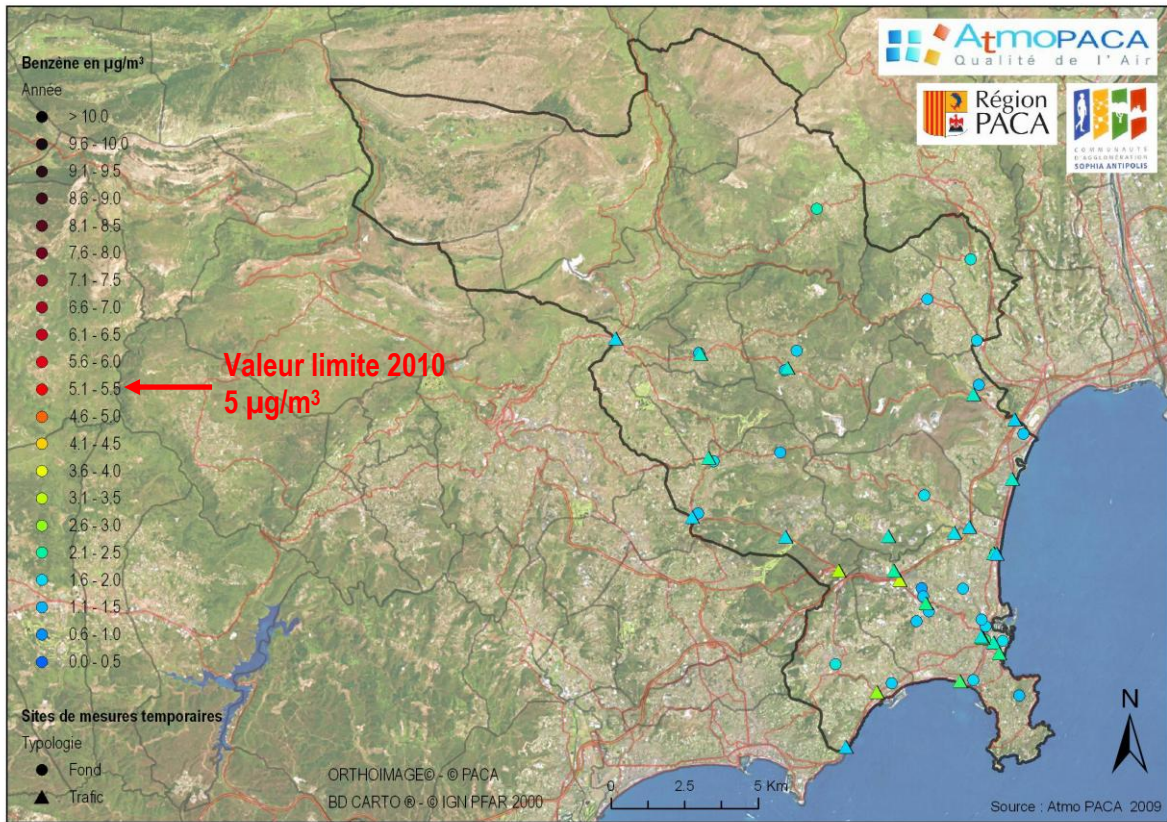 Benzène en µg/m³
Année
> 10.0
9.6 - 10.0
9.1 - 9.5
8.6 - 9.0
8.1 - 8.5
7.6 - 8.0
7.1 - 7.5
6.6 - 7.0
6.1 - 6.5
5.6 - 6.0
5.1 - 5.5
4.6 - 5.0
4.1 - 4.5
3.6 - 4.0
3.1 - 3.5
2.6 - 3.0
2.1 - 2.5
1.6 - 2.0
1.1 - 1.5
0.6 - 1.0
0.0 - 0.5
Valeur limite 2010
5 µg/m³
Sites de mesures temporaires
Typologie
Fond
Trafic
AtmoPACA
Qualité de l'Air
Région
PACA
COMMUNAUTÉ
D'AGGLOMÉRATION
SOPHIA ANTIPOLIS
N
ORTHOIMAGE© - © PACA
BD CARTO ® - © IGN PFAR 2000
0 2.5 5 Km
Source : Atmo PACA 2009